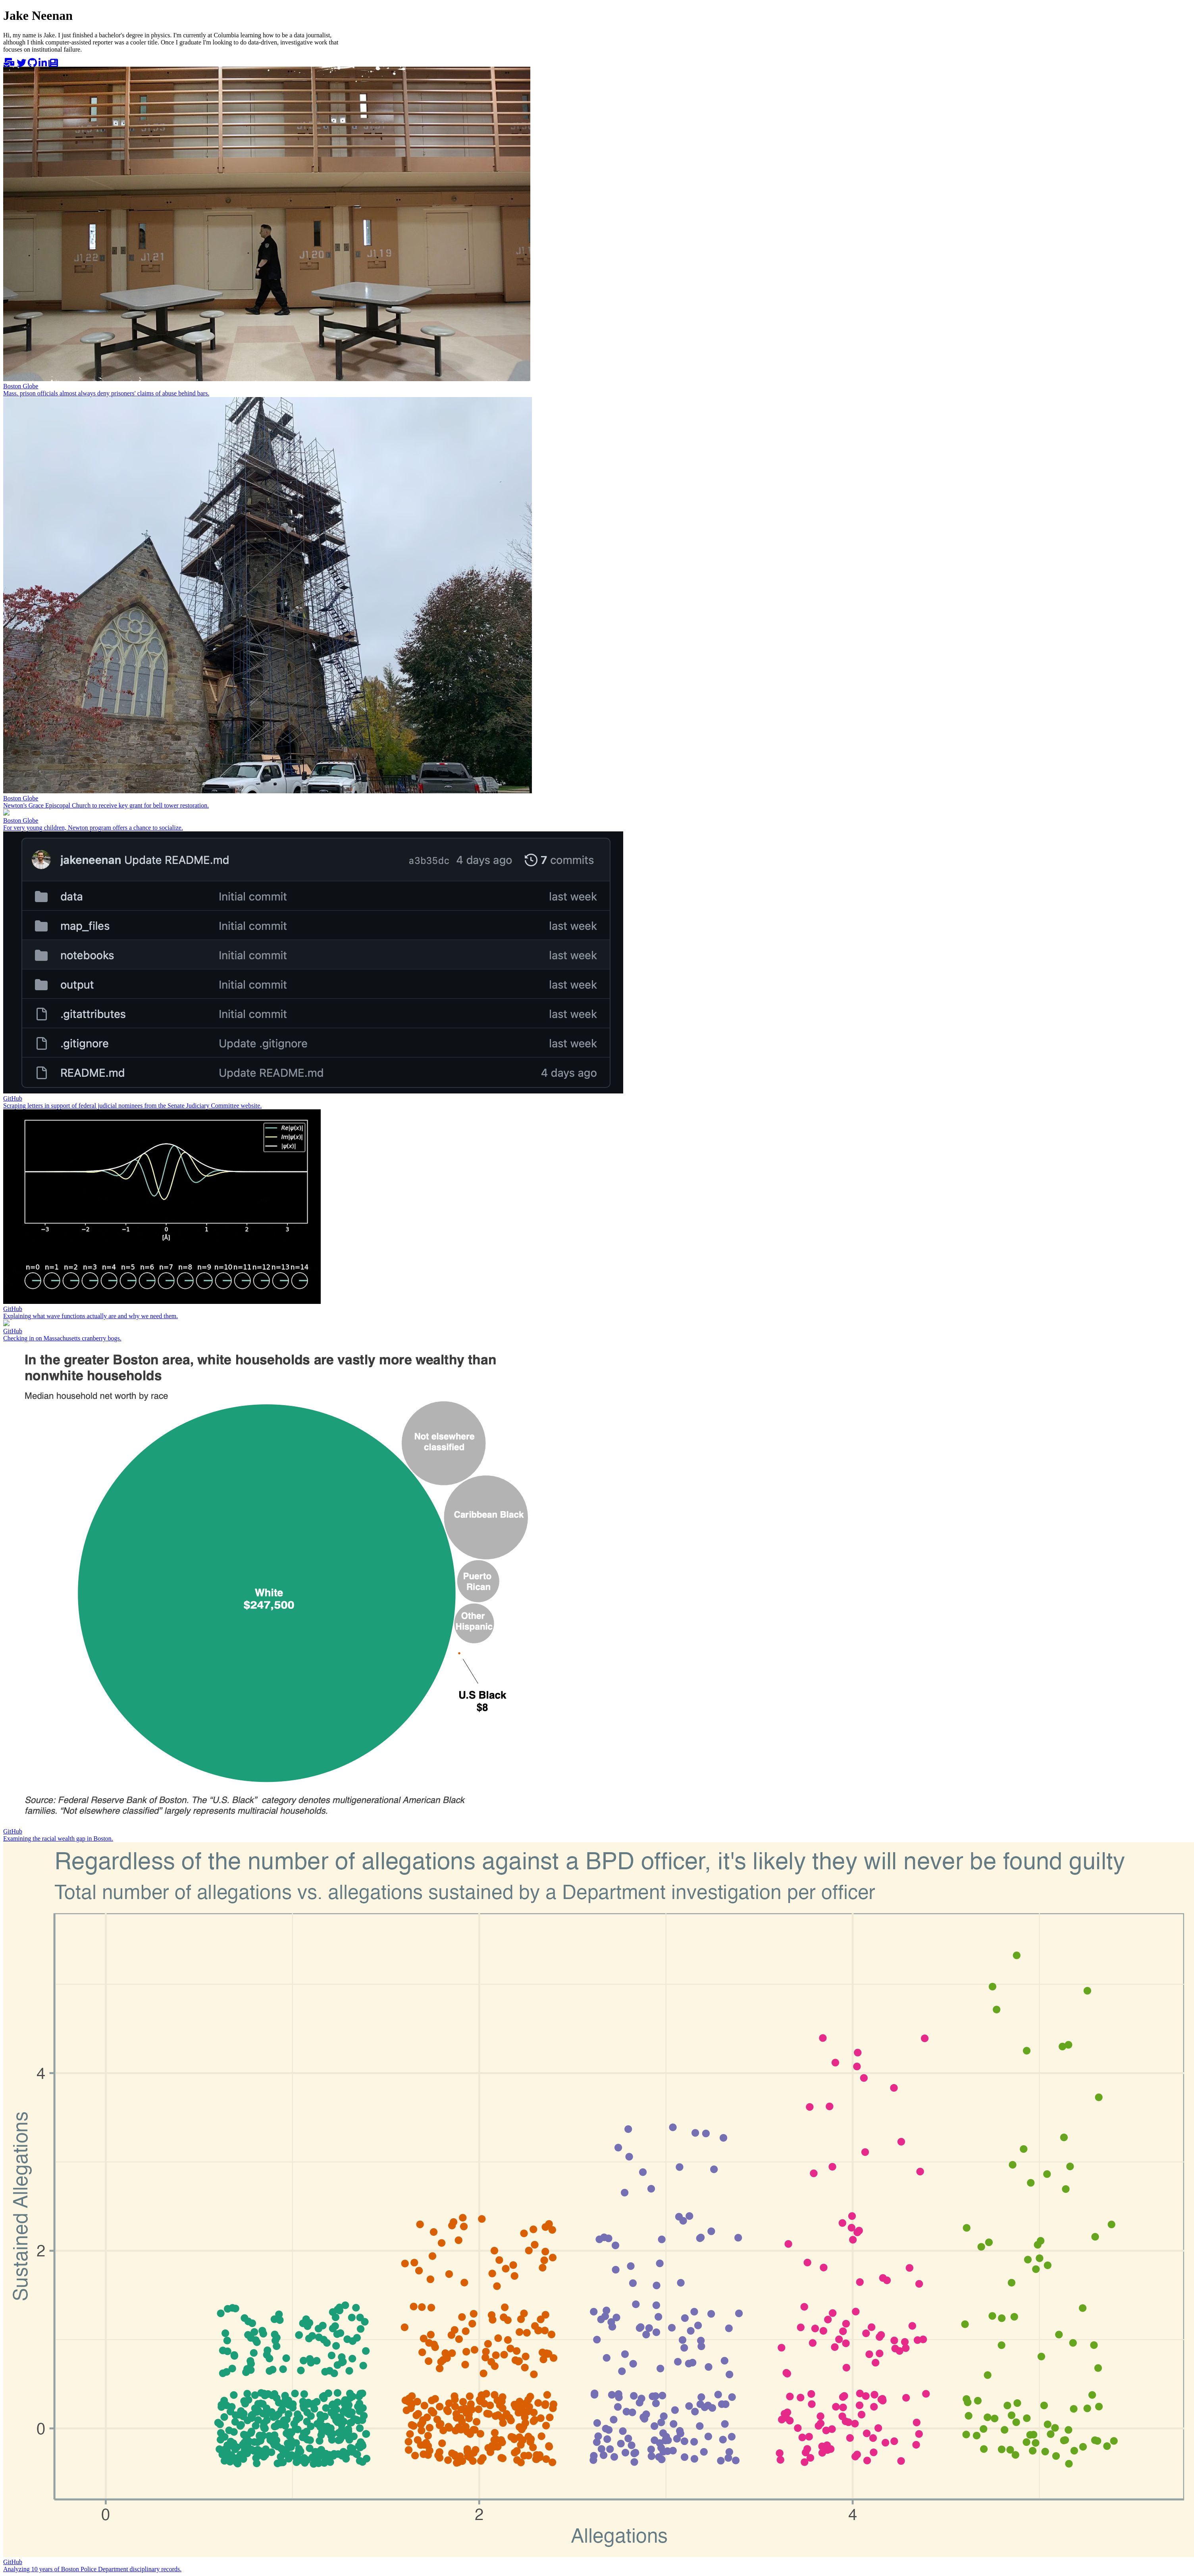 Jake Neenan
Hi, my name is Jake. I just finished a bachelor's degree in physics. I'm currently at Columbia learning how to be a data journalist,
although I think computer-assisted reporter was a cooler title. Once I graduate I'm looking to do data-driven, investigative work that
focuses on institutional failure.
J1 22
J1 21
J1 20
J1 19
Boston Globe
Mass. prison officials almost always deny prisoners' claims of abuse behind bars.
Boston Globe
Newton's Grace Episcopal Church to receive key grant for bell tower restoration.
Boston Globe
For very young children, Newton program offers a chance to socialize.
jakeneenan Update README.md a3b35dc 4 days ago 7 commits
data Initial commit last week
map_files Initial commit last week
notebooks Initial commit last week
output Initial commit last week
.gitattributes Initial commit last week
.gitignore Update .gitignore last week
README.md Update README.md 4 days ago
GitHub
Scraping letters in support of federal judicial nominees from the Senate Judiciary Committee website.
Re|ψ(x)|
Im|ψ(x)|
|ψ(x)|
−3 −2 −1 0 1 2 3
[Å]
n=0 n=1 n=2 n=3 n=4 n=5 n=6 n=7 n=8 n=9 n=10 n=11 n=12 n=13 n=14
GitHub
Explaining what wave functions actually are and why we need them.
GitHub
Checking in on Massachusetts cranberry bogs.
In the greater Boston area, white households are vastly more wealthy than
nonwhite households
Median household net worth by race
Not elsewhere
classified
Caribbean Black
Puerto
Rican
White
$247,500
Other
Hispanic
U.S Black
$8
Source: Federal Reserve Bank of Boston. The “U.S. Black” category denotes multigenerational American Black
families. “Not elsewhere classified” largely represents multiracial households.
GitHub
Examining the racial wealth gap in Boston.
Regardless of the number of allegations against a BPD officer, it's likely they will never be found guilty
Total number of allegations vs. allegations sustained by a Department investigation per officer
Sustained Allegations
4
2
0
0 2 4
Allegations
GitHub
Analyzing 10 years of Boston Police Department disciplinary records.